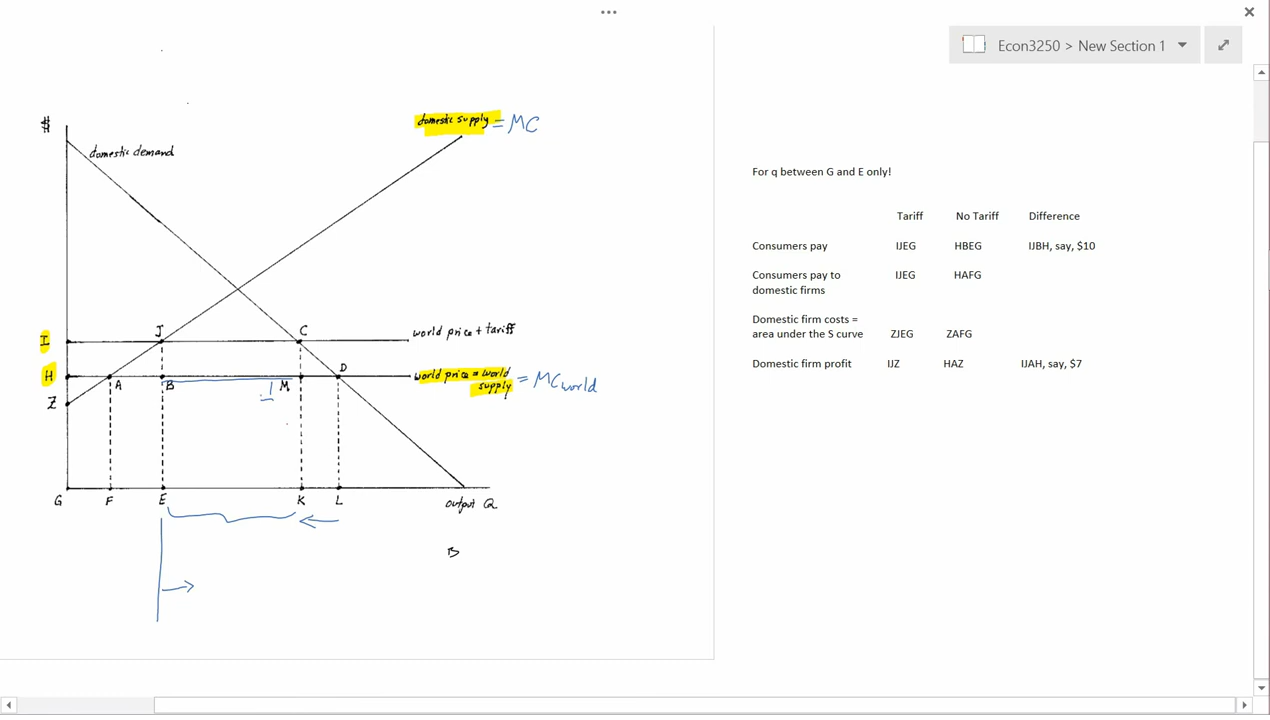 Econ3250 > New Section 1
$
domestic supply = MC
domestic demand
For q between G and E only!
Tariff No Tariff Difference
Consumers pay IJEG HBEG IJBH, say, $10
Consumers pay to IJEG HAFG
domestic firms
Domestic firm costs =
area under the S curve ZJEG ZAFG
Domestic firm profit IJZ HAZ IJAH, say, $7
J C world price + tariff
I
D
H world price = world
supply = MCworld
A B M
Z
G F E K L
output Q
B